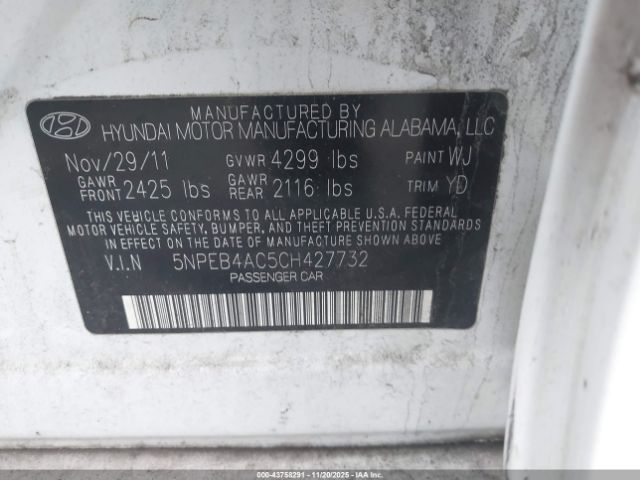 MANUFACTURED BY
HYUNDAI MOTOR MANUFACTURING ALABAMA, LLC
Nov/29/11 GVWR 4299 lbs PAINT WJ
GAWR FRONT 2425 lbs GAWR REAR 2116 lbs TRIM YD
THIS VEHICLE CONFORMS TO ALL APPLICABLE U.S.A. FEDERAL
MOTOR VEHICLE SAFETY, BUMPER, AND THEFT PREVENTION STANDARDS
IN EFFECT ON THE DATE OF MANUFACTURE SHOWN ABOVE.
V.I.N 5NPEB4AC5CH427732
PASSENGER CAR
000-43758291 - 11/20/2025 - IAAI.COM